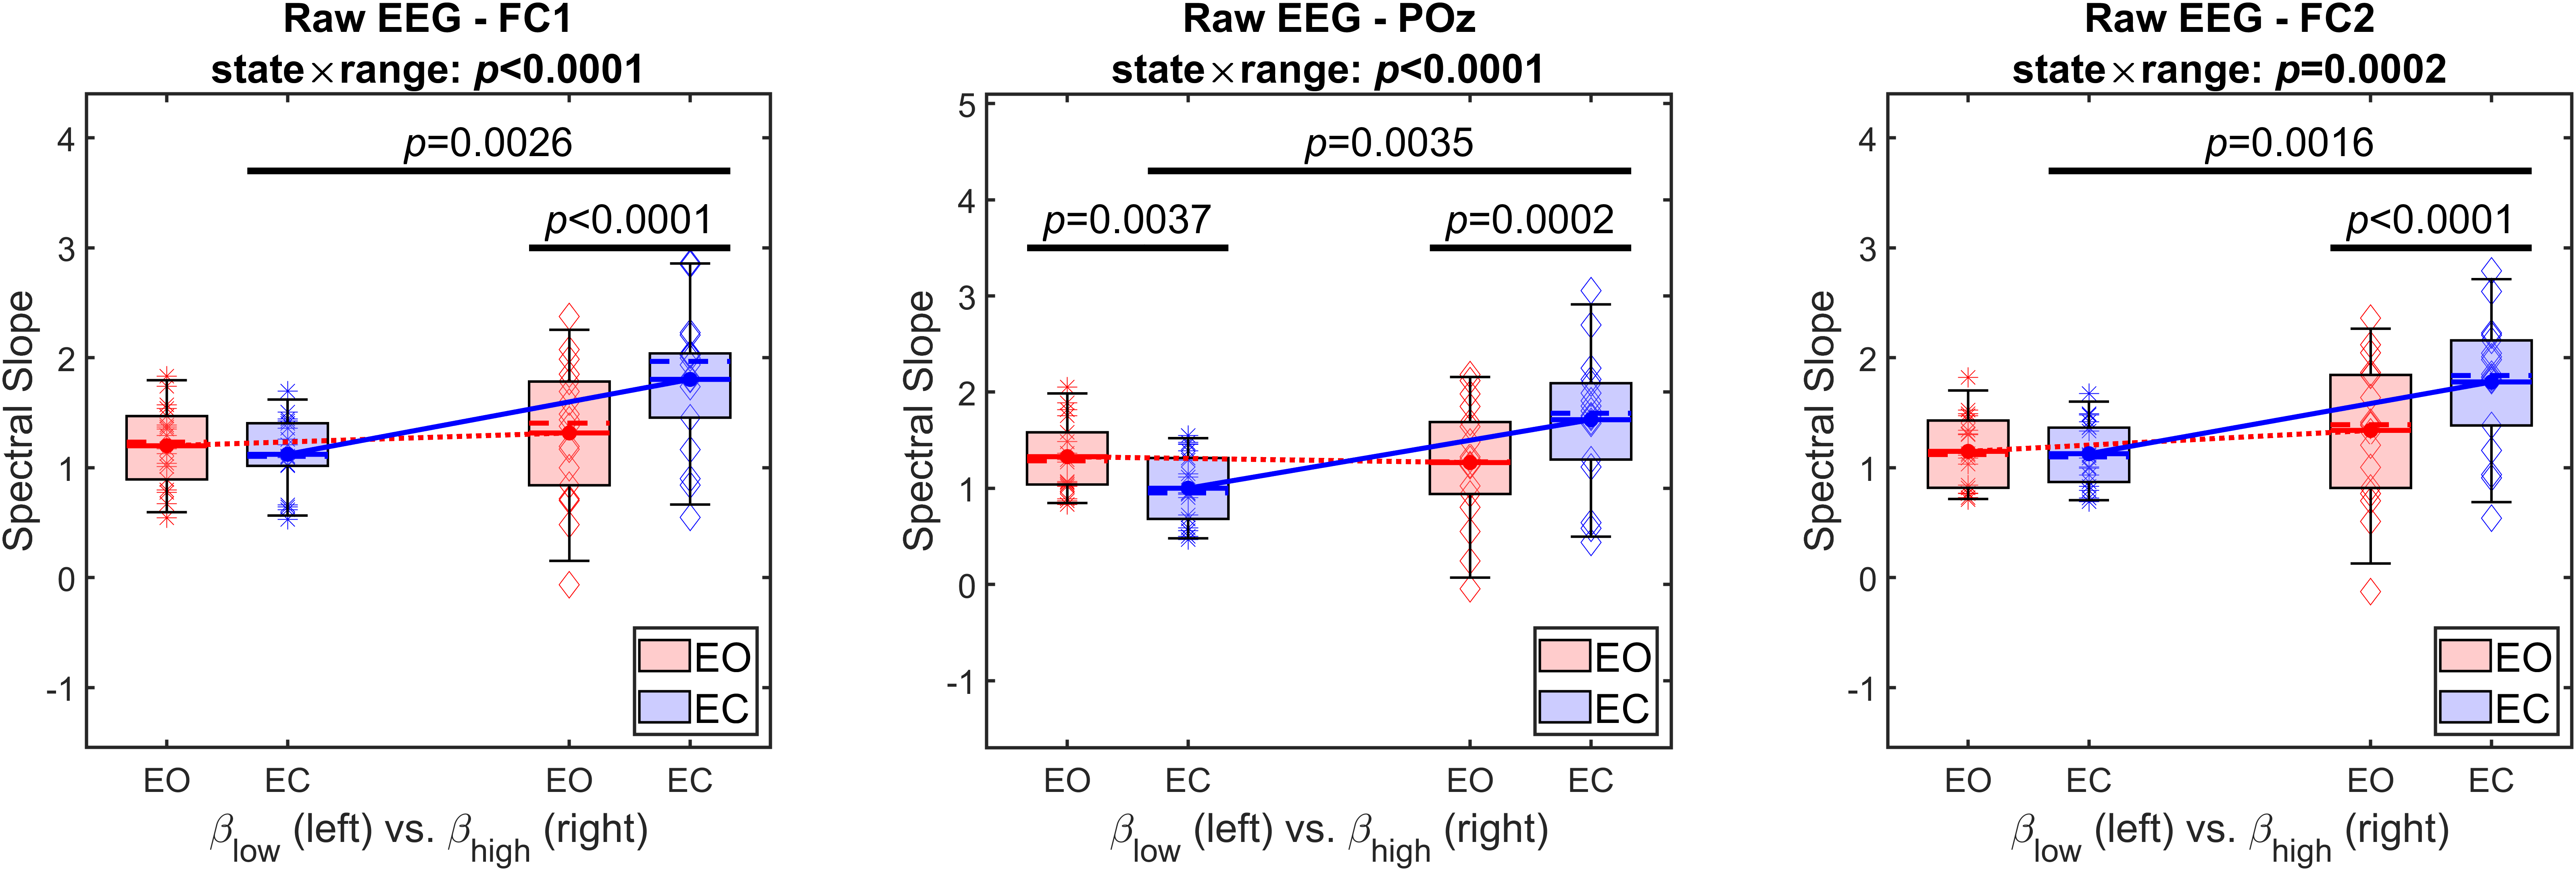 Raw EEG - FC1
state×range: p<0.0001
p=0.0026
p<0.0001
4
3
2
1
0
-1
Spectral Slope
EO
EC
EO EC EO EC
βlow (left) vs. βhigh (right)
Raw EEG - POz
state×range: p<0.0001
p=0.0035
p=0.0037 p=0.0002
5
4
3
2
1
0
-1
Spectral Slope
EO
EC
EO EC EO EC
βlow (left) vs. βhigh (right)
Raw EEG - FC2
state×range: p=0.0002
p=0.0016
p<0.0001
4
3
2
1
0
-1
Spectral Slope
EO
EC
EO EC EO EC
βlow (left) vs. βhigh (right)